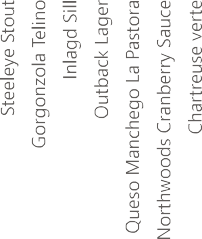 Steeleye Stout
Gorgonzola Telino
Inlagd Sill
Outback Lager
Queso Manchego La Pastora
Northwoods Cranberry Sauce
Chartreuse verte